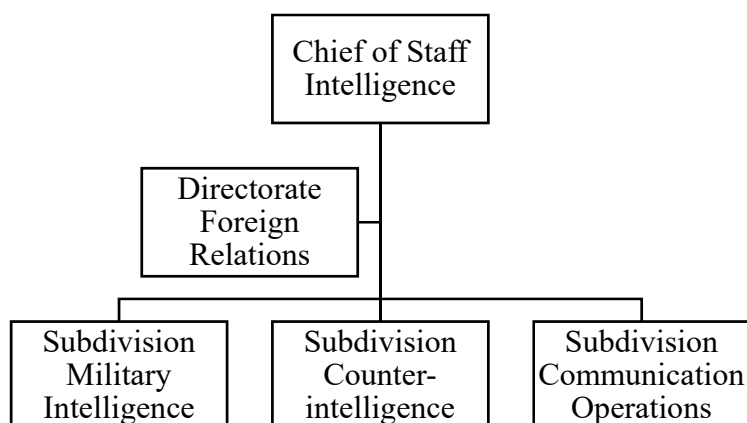 Chief of Staff
Intelligence
Directorate
Foreign
Relations
Subdivision
Military
Intelligence
Subdivision
Counter-
intelligence
Subdivision
Communication
Operations